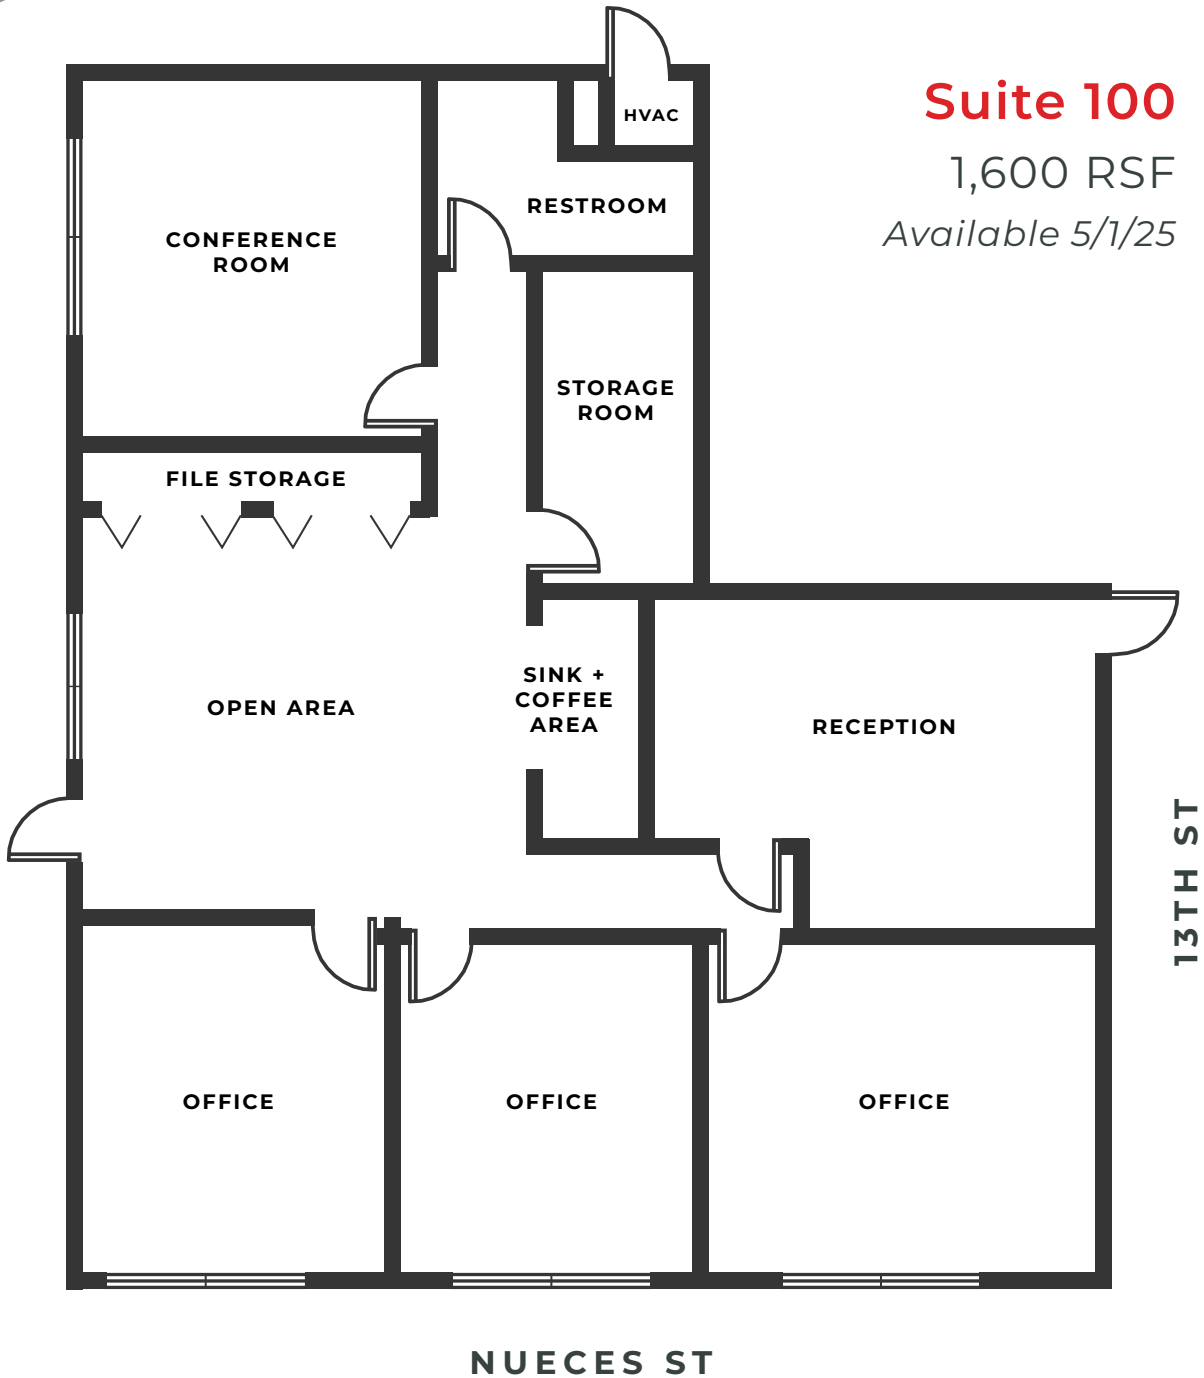 Suite 100
1,600 RSF
Available 5/1/25
HVAC
RESTROOM
CONFERENCE
ROOM
STORAGE
ROOM
FILE STORAGE
OPEN AREA
SINK +
COFFEE
AREA
RECEPTION
13TH ST
OFFICE
OFFICE
OFFICE
NUECES ST